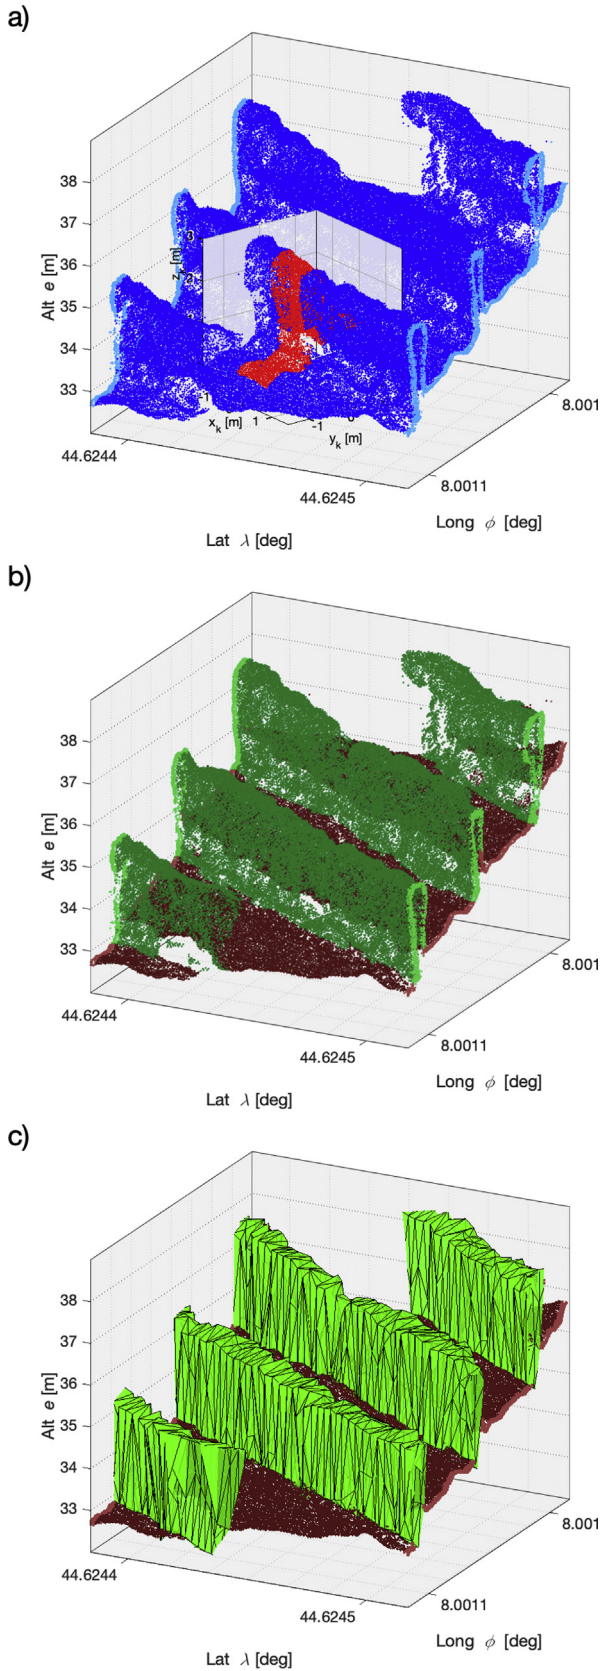 a)
38
37
36
35
34
33
Alt e [m]
3
2
z_k [m]
-1
x_k [m]
1
-1
y_k [m]
0
44.6244
44.6245
8.001
8.0011
Lat λ [deg]
Long ϕ [deg]
b)
38
37
36
35
34
33
Alt e [m]
44.6244
44.6245
8.001
8.0011
Lat λ [deg]
Long ϕ [deg]
c)
38
37
36
35
34
33
Alt e [m]
44.6244
44.6245
8.001
8.0011
Lat λ [deg]
Long ϕ [deg]